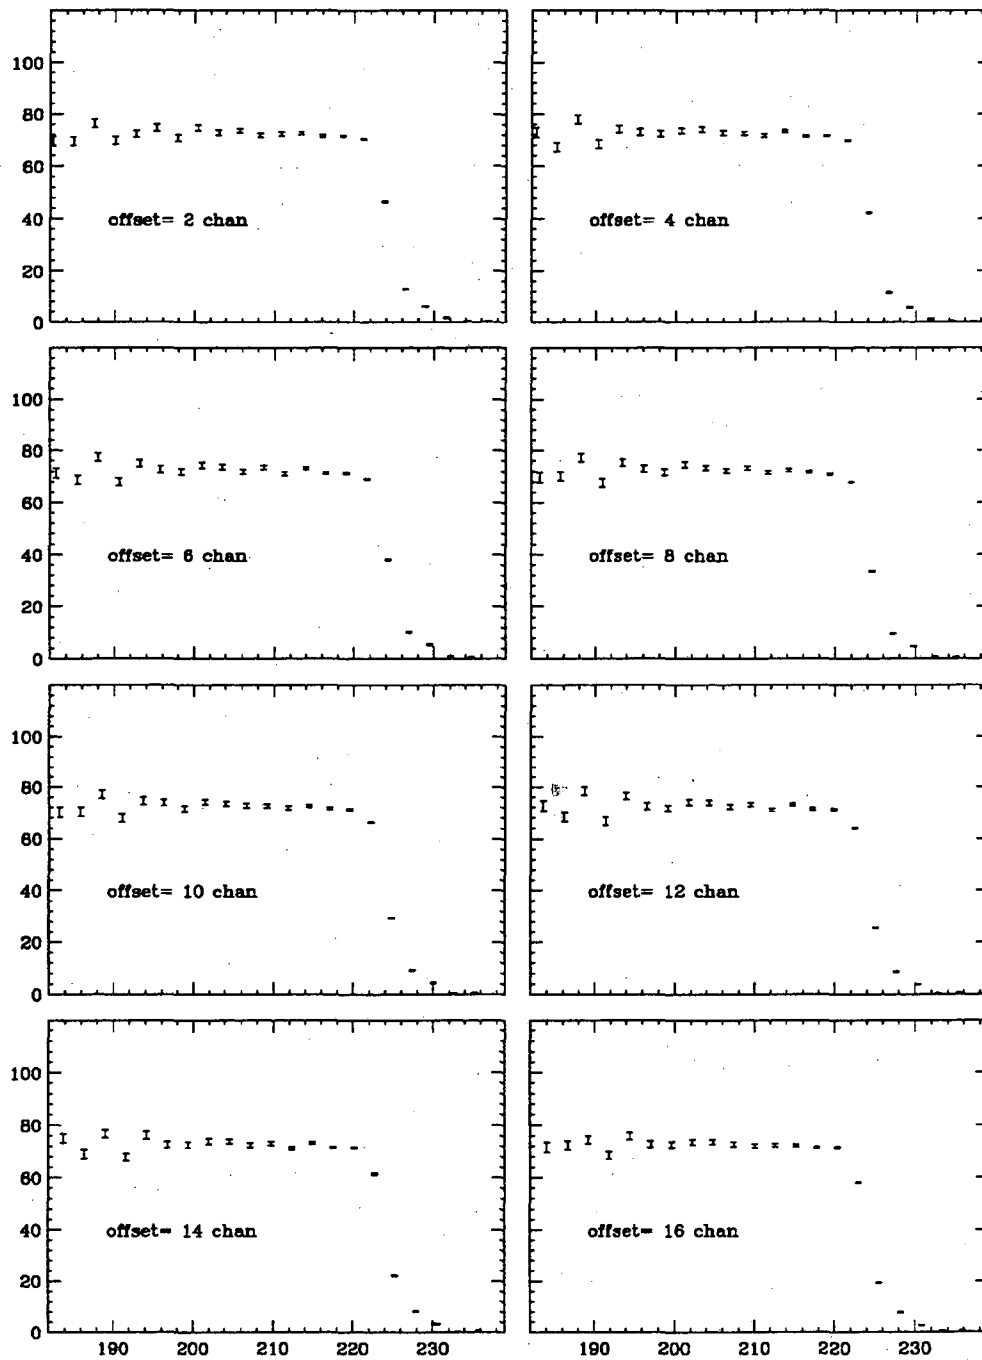 100
80
60
40
20
0
offset= 2 chan
offset= 4 chan
100
80
60
40
20
0
offset= 6 chan
offset= 8 chan
100
80
60
40
20
0
offset= 10 chan
offset= 12 chan
100
80
60
40
20
0
offset= 14 chan
offset= 16 chan
190 200 210 220 230 190 200 210 220 230